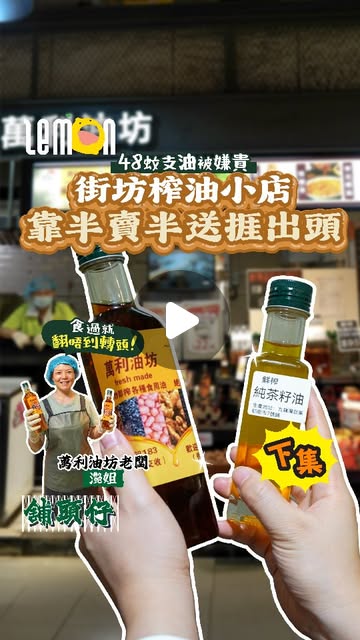 萬利油坊
LEMON
48蚊支油被嫌貴
街坊榨油小店
靠半賣半送捱出頭
食過就
翻唔到轉頭!
萬利油坊
fresh made
鮮榨
純茶籽油
下集
萬利油坊老闆
潞姐
鋪頭仔